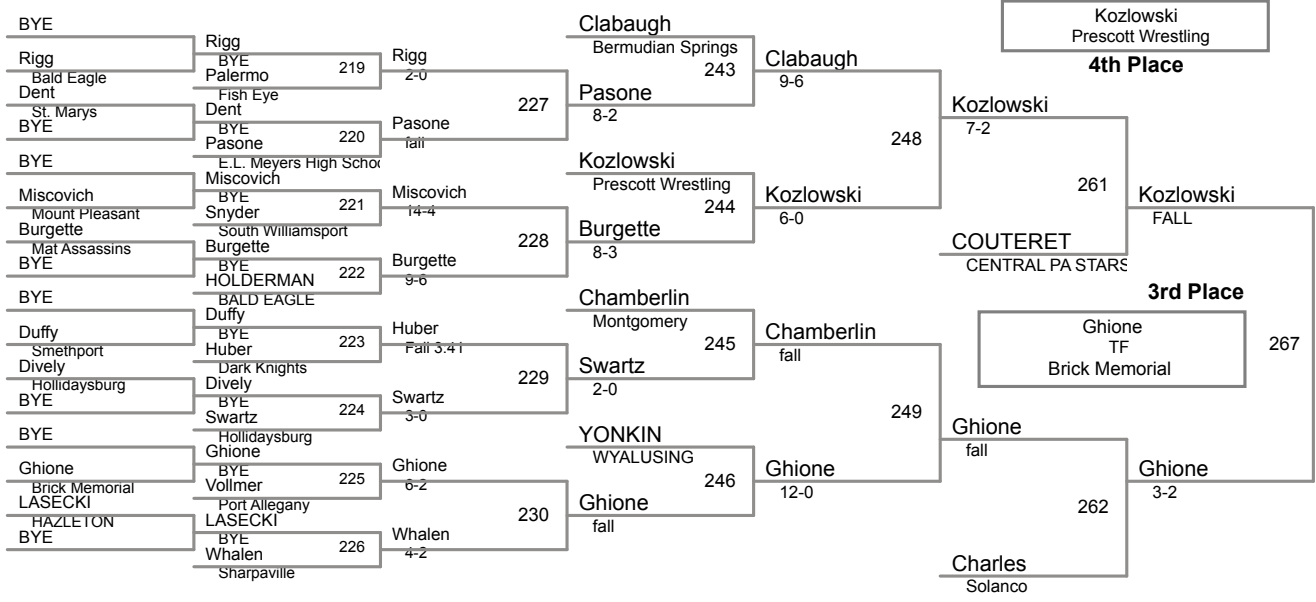 BYE
Rigg
Bald Eagle
Dent
St. Marys
BYE
BYE
Miscovich
Mount Pleasant
Burgette
Mat Assassins
BYE
BYE
Duffy
Smethport
Dively
Hollidaysburg
BYE
BYE
Ghione
Brick Memorial
LASECKI
HAZLETON
BYE
Rigg
BYE
219
Palermo
Fish Eye
Dent
BYE
220
Pasone
E.L. Meyers High Schoo
Miscovich
BYE
221
Snyder
South Williamsport
Burgette
BYE
222
HOLDERMAN
BALD EAGLE
Duffy
BYE
223
Huber
Dark Knights
Dively
BYE
224
Swartz
Hollidaysburg
Ghione
BYE
225
Vollmer
Port Allegany
LASECKI
BYE
226
Whalen
Sharpaville
Rigg
2-0
227
Pasone
fall
Miscovich
14-4
228
Burgette
9-6
Huber
Fall 3:41
229
Swartz
3-0
Ghione
6-2
230
Whalen
4-2
Clabaugh
Bermudian Springs
243
Pasone
8-2
Kozlowski
Prescott Wrestling
244
Burgette
8-3
Chamberlin
Montgomery
245
Swartz
2-0
YONKIN
WYALUSING
246
Ghione
fall
Clabaugh
9-6
248
Kozlowski
6-0
Chamberlin
fall
249
Ghione
12-0
Kozlowski
7-2
261
COUTERET
CENTRAL PA STARS
Ghione
fall
262
Charles
Solanco
Kozlowski
FALL
267
Ghione
3-2
Kozlowski
Prescott Wrestling
4th Place
3rd Place
Ghione
TF
Brick Memorial